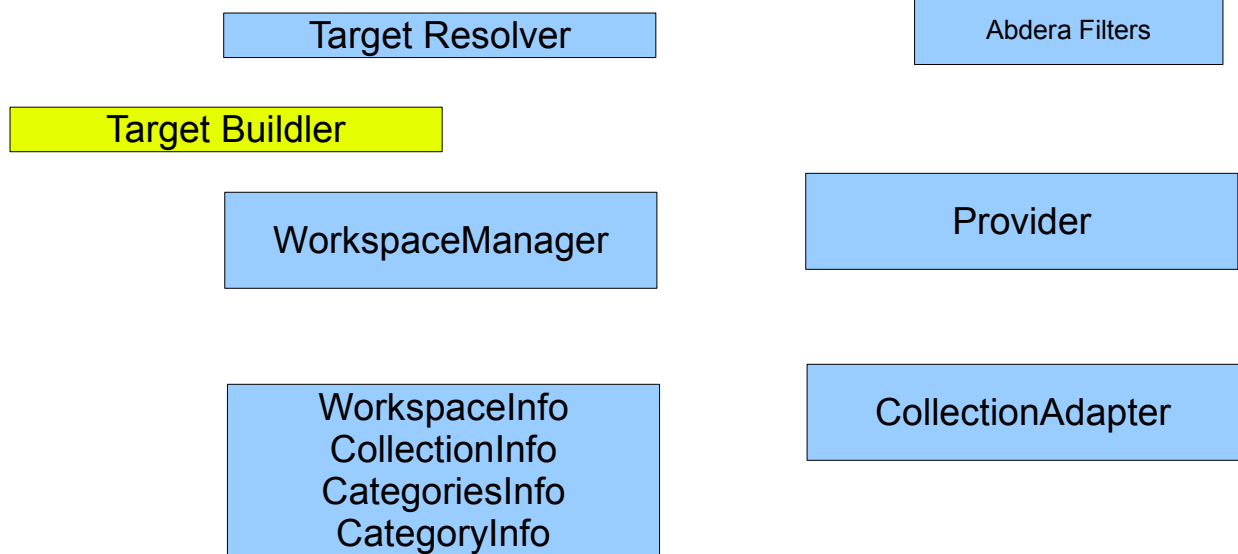 Target Resolver
Abdera Filters
Target Buildler
WorkspaceManager
Provider
WorkspaceInfo
CollectionInfo
CategoriesInfo
CategoryInfo
CollectionAdapter